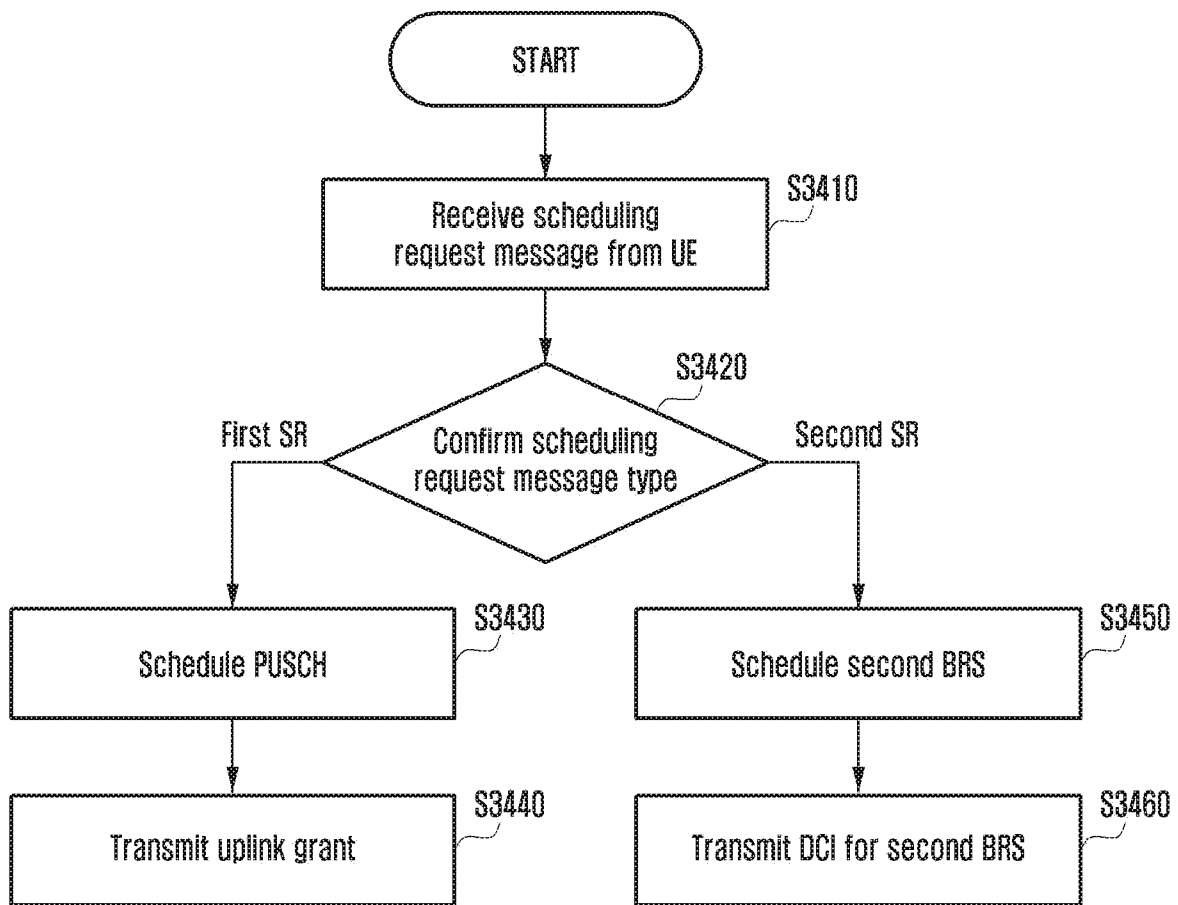 START
S3410
Receive scheduling
request message from UE
S3420
First SR
Confirm scheduling
request message type
Second SR
S3430
Schedule PUSCH
S3450
Schedule second BRS
S3440
Transmit uplink grant
S3460
Transmit DCI for second BRS